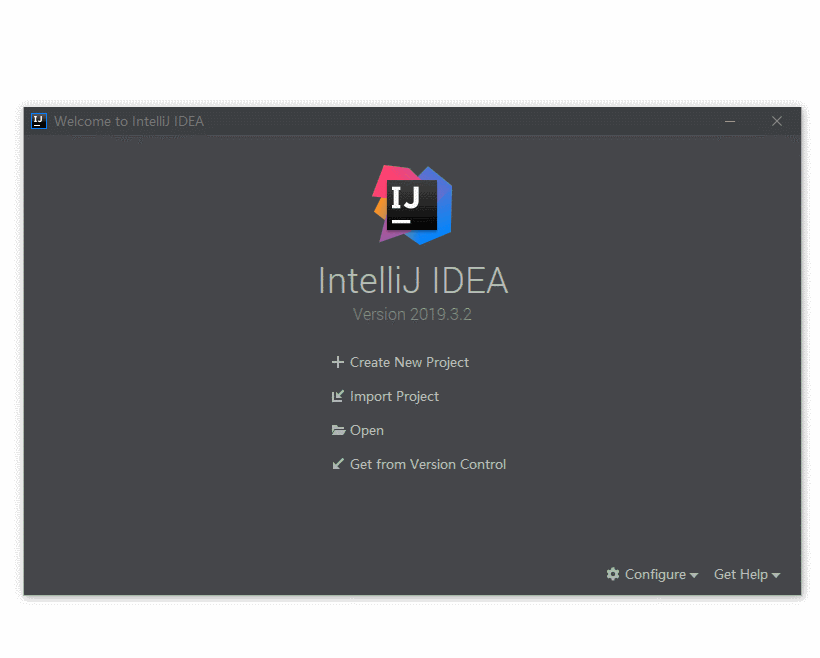 IJ Welcome to IntelliJ IDEA
IJ
IntelliJ IDEA
Version 2019.3.2
Create New Project
Import Project
Open
Get from Version Control
Configure Get Help